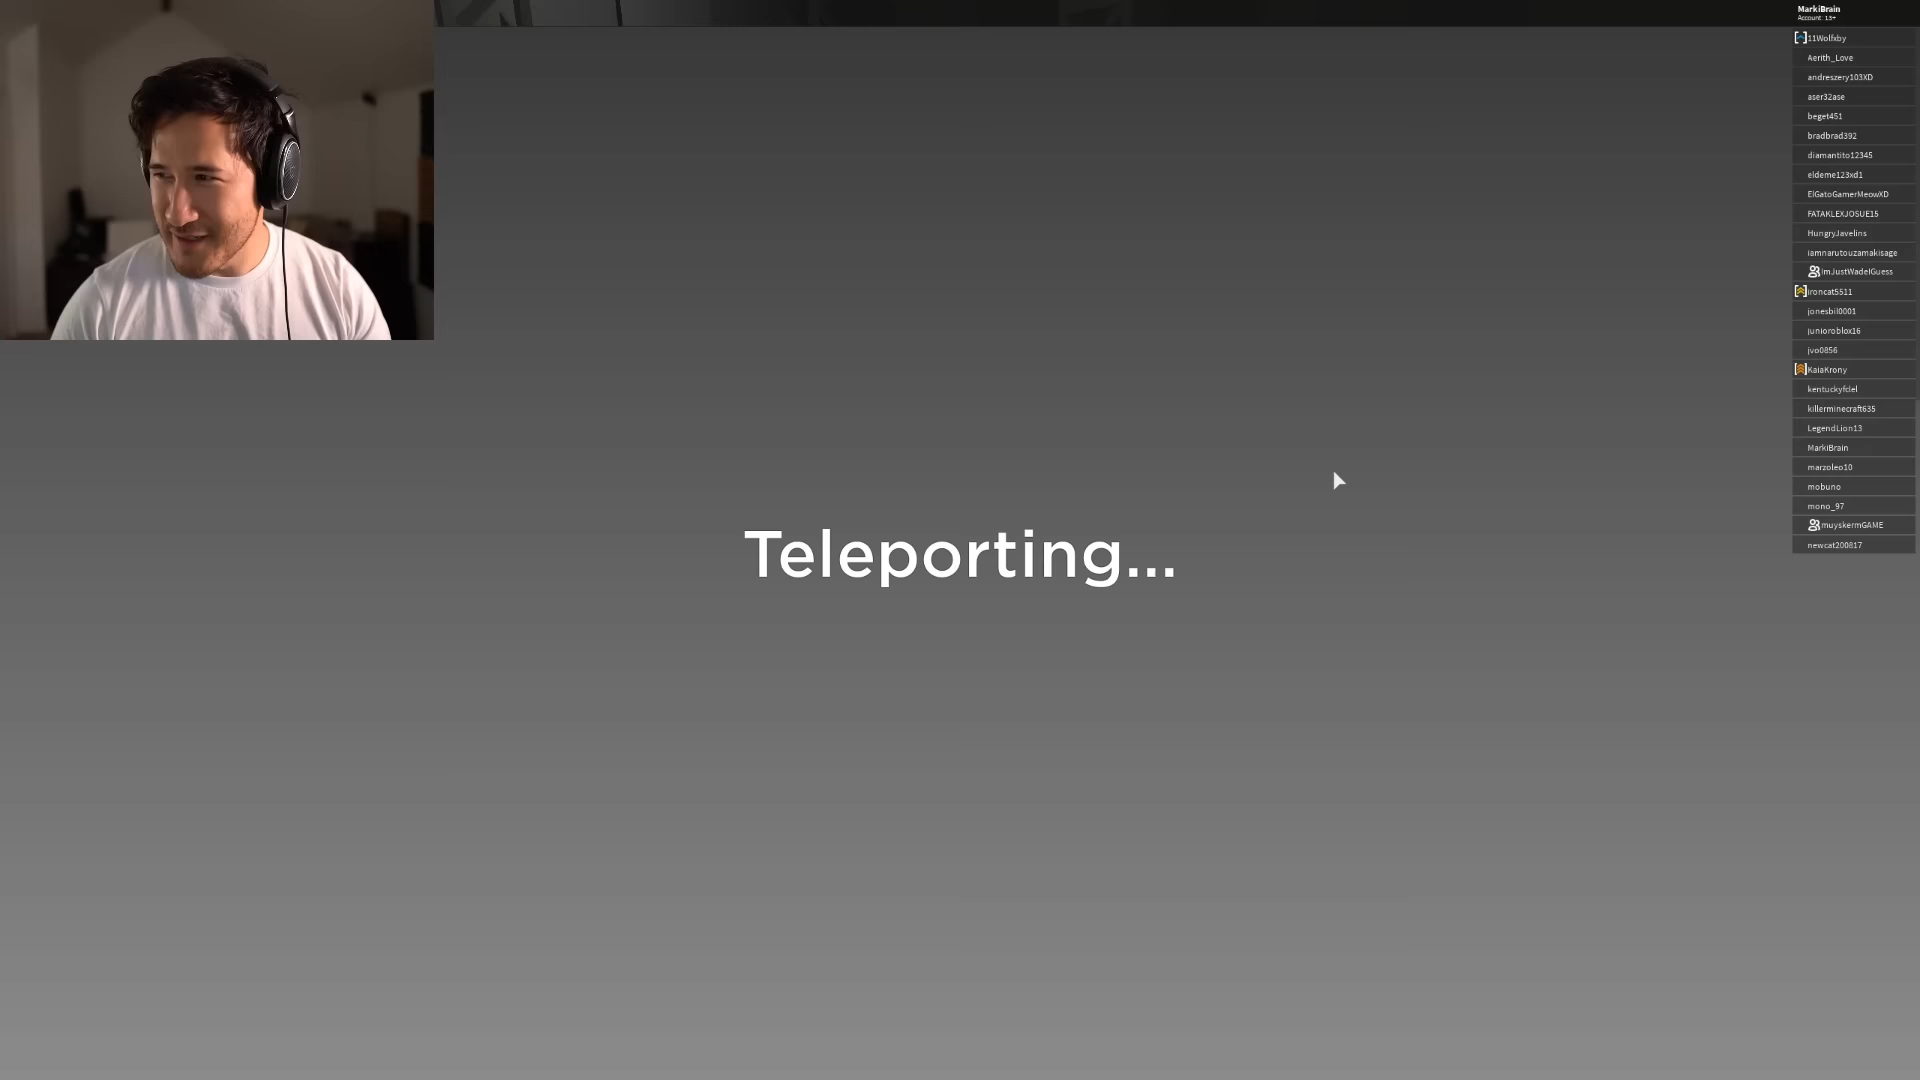 MarkiBrain
Account: 13+
11Wolfxby
Aerith_Love
andreszery103XD
aser32ase
beget451
bradbrad392
diamantito12345
eldeme123xd1
ElGatoGamerMeowXD
FATAKLEXJOSUE15
HungryJavelins
iamnarutouzamakisage
ImJustWadeIGuess
ironcat5511
jonesbil0001
junioroblox16
jvo0856
KaiaKrony
kentuckyfdel
killerminecraft635
LegendLion13
MarkiBrain
marzoleo10
mobuno
mono_97
muyskermGAME
newcat200817
Teleporting...